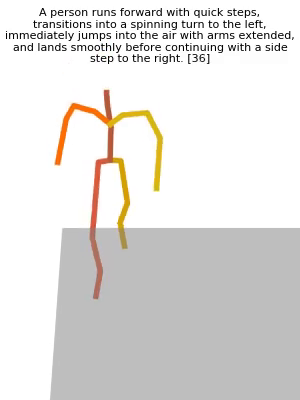 A person runs forward with quick steps,
transitions into a spinning turn to the left,
immediately jumps into the air with arms extended,
and lands smoothly before continuing with a side
step to the right. [36]